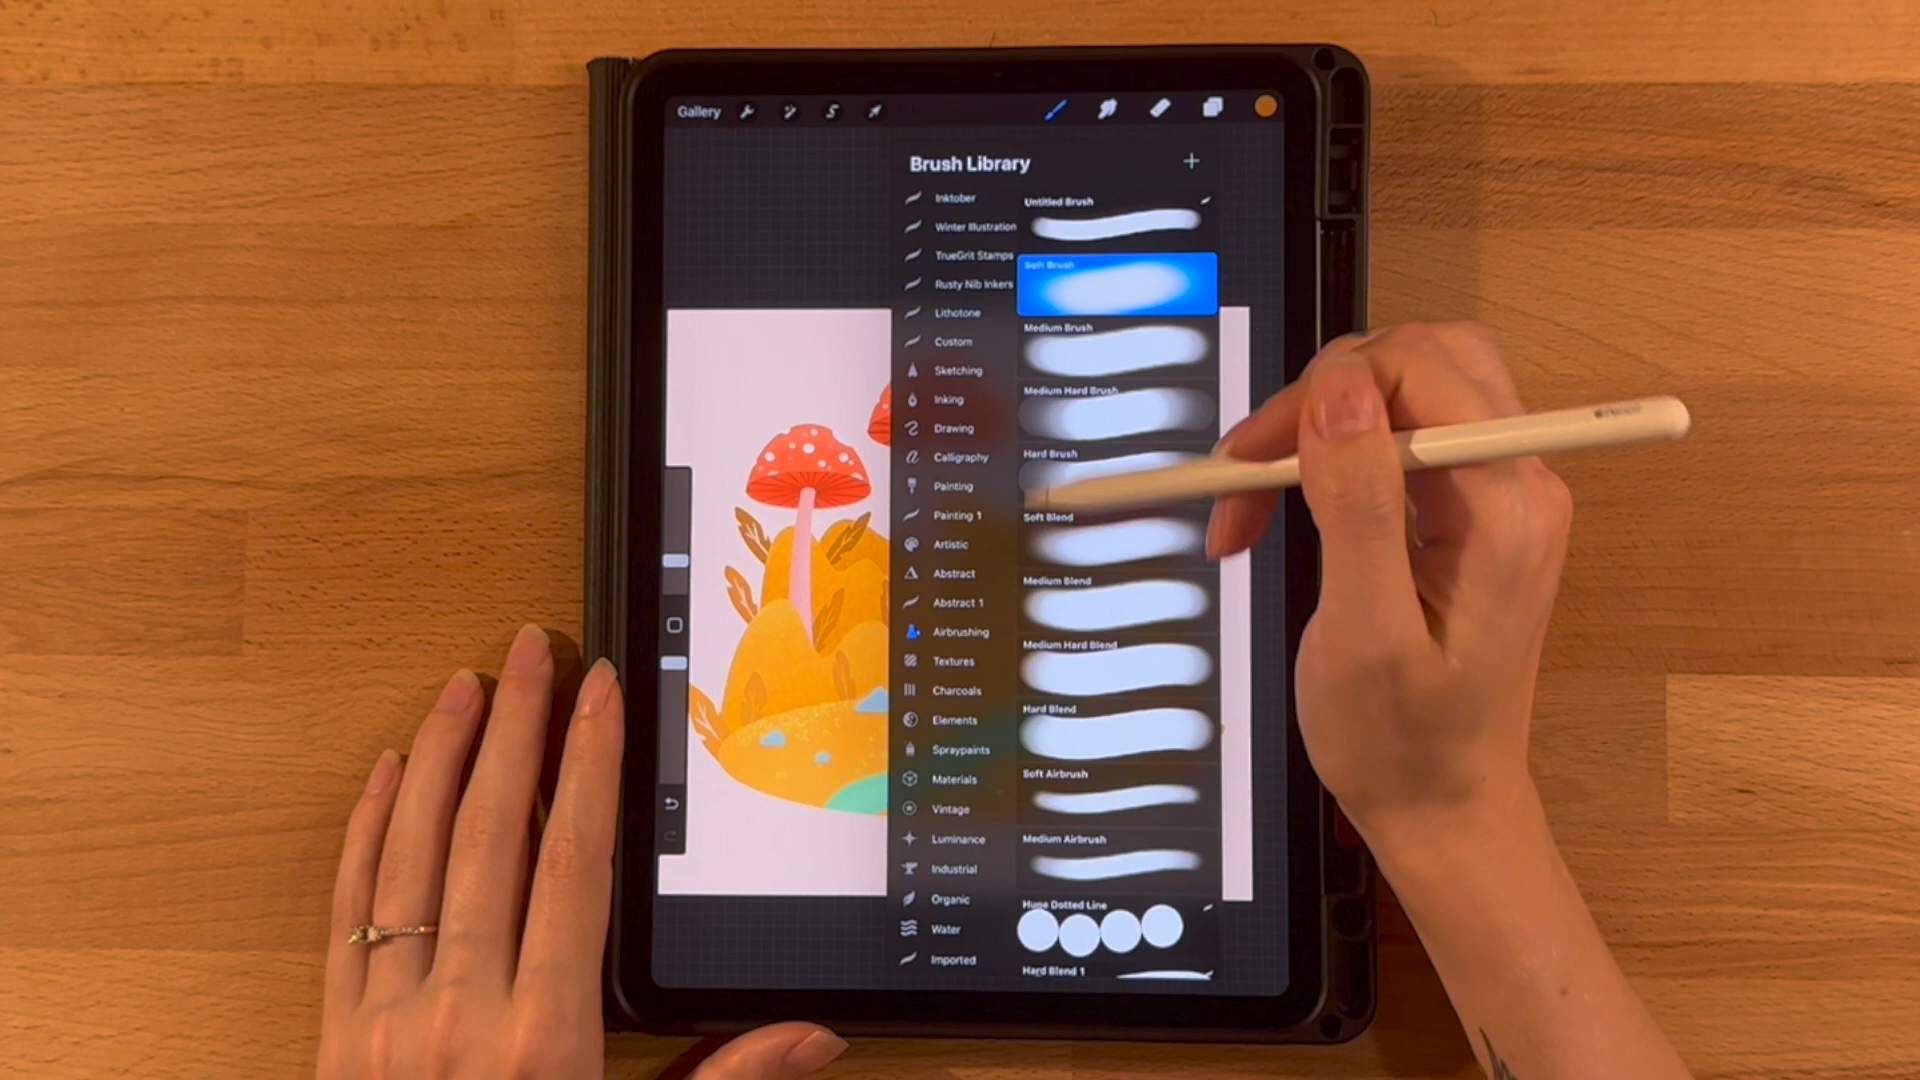 Gallery
Brush Library
Inktober
Winter Illustration
TrueGrit Stamps
Rusty Nib Inkers
Lithotone
Custom
Sketching
Inking
Drawing
Calligraphy
Painting
Painting 1
Artistic
Abstract
Abstract 1
Airbrushing
Textures
Charcoals
Elements
Spraypaints
Materials
Vintage
Luminance
Industrial
Organic
Water
Imported
Untitled Brush
Soft Brush
Medium Brush
Medium Hard Brush
Hard Brush
Soft Blend
Medium Blend
Medium Hard Blend
Hard Blend
Soft Airbrush
Medium Airbrush
Huge Dotted Line
Hard Blend 1